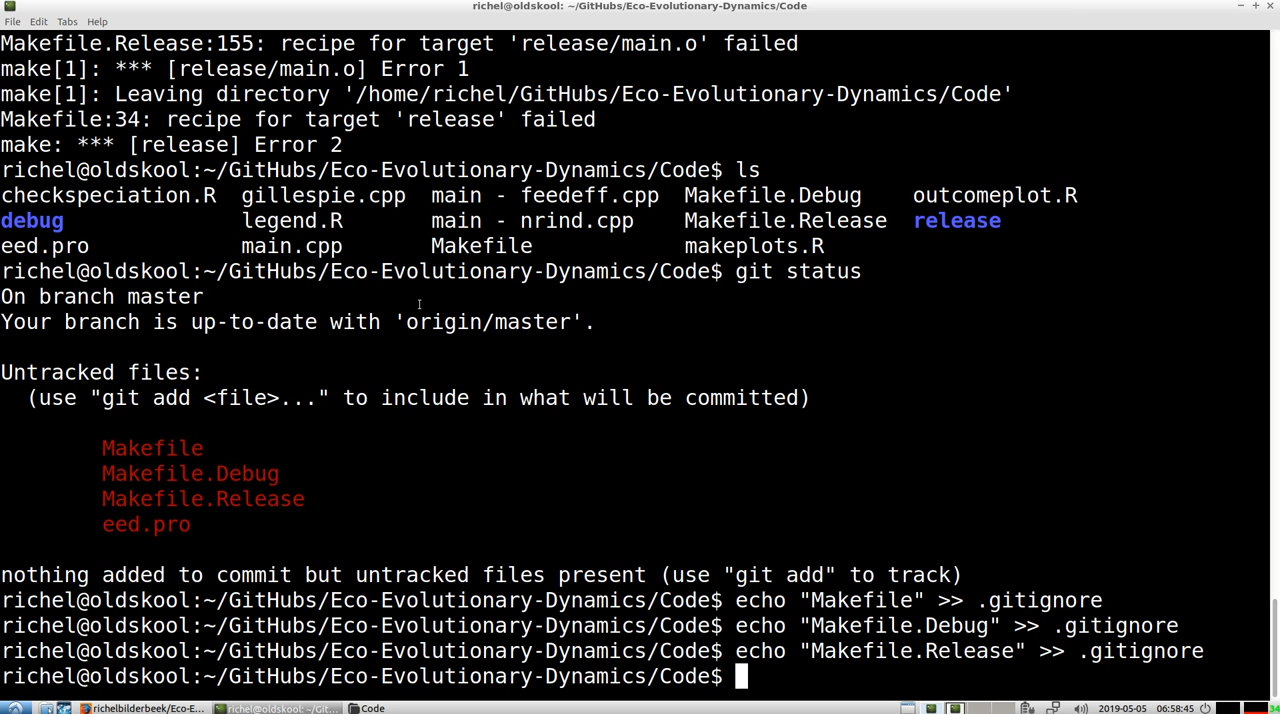 richel@oldskool: ~/GitHubs/Eco-Evolutionary-Dynamics/Code
File Edit Tabs Help
Makefile.Release:155: recipe for target 'release/main.o' failed
make[1]: *** [release/main.o] Error 1
make[1]: Leaving directory '/home/richel/GitHubs/Eco-Evolutionary-Dynamics/Code'
Makefile:34: recipe for target 'release' failed
make: *** [release] Error 2
richel@oldskool:~/GitHubs/Eco-Evolutionary-Dynamics/Code$ ls
checkspeciation.R  gillespie.cpp  main - feedeff.cpp  Makefile.Debug    outcomeplot.R
debug              legend.R       main - nrind.cpp    Makefile.Release  release
eed.pro            main.cpp       Makefile            makeplots.R
richel@oldskool:~/GitHubs/Eco-Evolutionary-Dynamics/Code$ git status
On branch master
Your branch is up-to-date with 'origin/master'.
Untracked files:
  (use "git add <file>..." to include in what will be committed)
        Makefile
        Makefile.Debug
        Makefile.Release
        eed.pro
nothing added to commit but untracked files present (use "git add" to track)
richel@oldskool:~/GitHubs/Eco-Evolutionary-Dynamics/Code$ echo "Makefile" >> .gitignore
richel@oldskool:~/GitHubs/Eco-Evolutionary-Dynamics/Code$ echo "Makefile.Debug" >> .gitignore
richel@oldskool:~/GitHubs/Eco-Evolutionary-Dynamics/Code$ echo "Makefile.Release" >> .gitignore
richel@oldskool:~/GitHubs/Eco-Evolutionary-Dynamics/Code$
richelbilderbeek/Eco-E... richel@oldskool: ~/Git... Code 2019-05-05 06:58:45 34